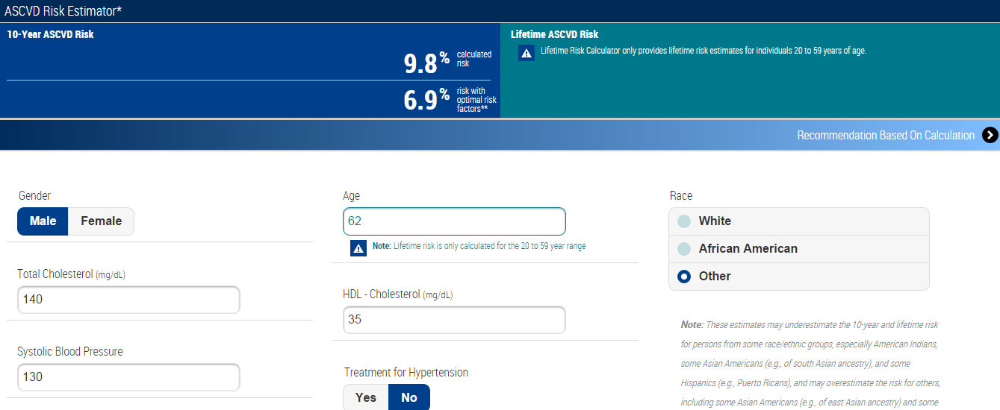 ASCVD Risk Estimator*
10-Year ASCVD Risk
9.8% calculated
risk
6.9% risk with
optimal risk
factors**
Lifetime ASCVD Risk
Lifetime Risk Calculator only provides lifetime risk estimates for individuals 20 to 59 years of age.
Recommendation Based On Calculation
Gender
Male Female
Age
62
Note: Lifetime risk is only calculated for the 20 to 59 year range
Race
White
African American
Other
Total Cholesterol (mg/dL)
140
HDL - Cholesterol (mg/dL)
35
Note: These estimates may underestimate the 10-year and lifetime risk
for persons from some race/ethnic groups, especially American Indians,
some Asian Americans (e.g., of south Asian ancestry), and some
Hispanics (e.g., Puerto Ricans), and may overestimate the risk for others,
including some Asian Americans (e.g., of east Asian ancestry) and some
Systolic Blood Pressure
130
Treatment for Hypertension
Yes No